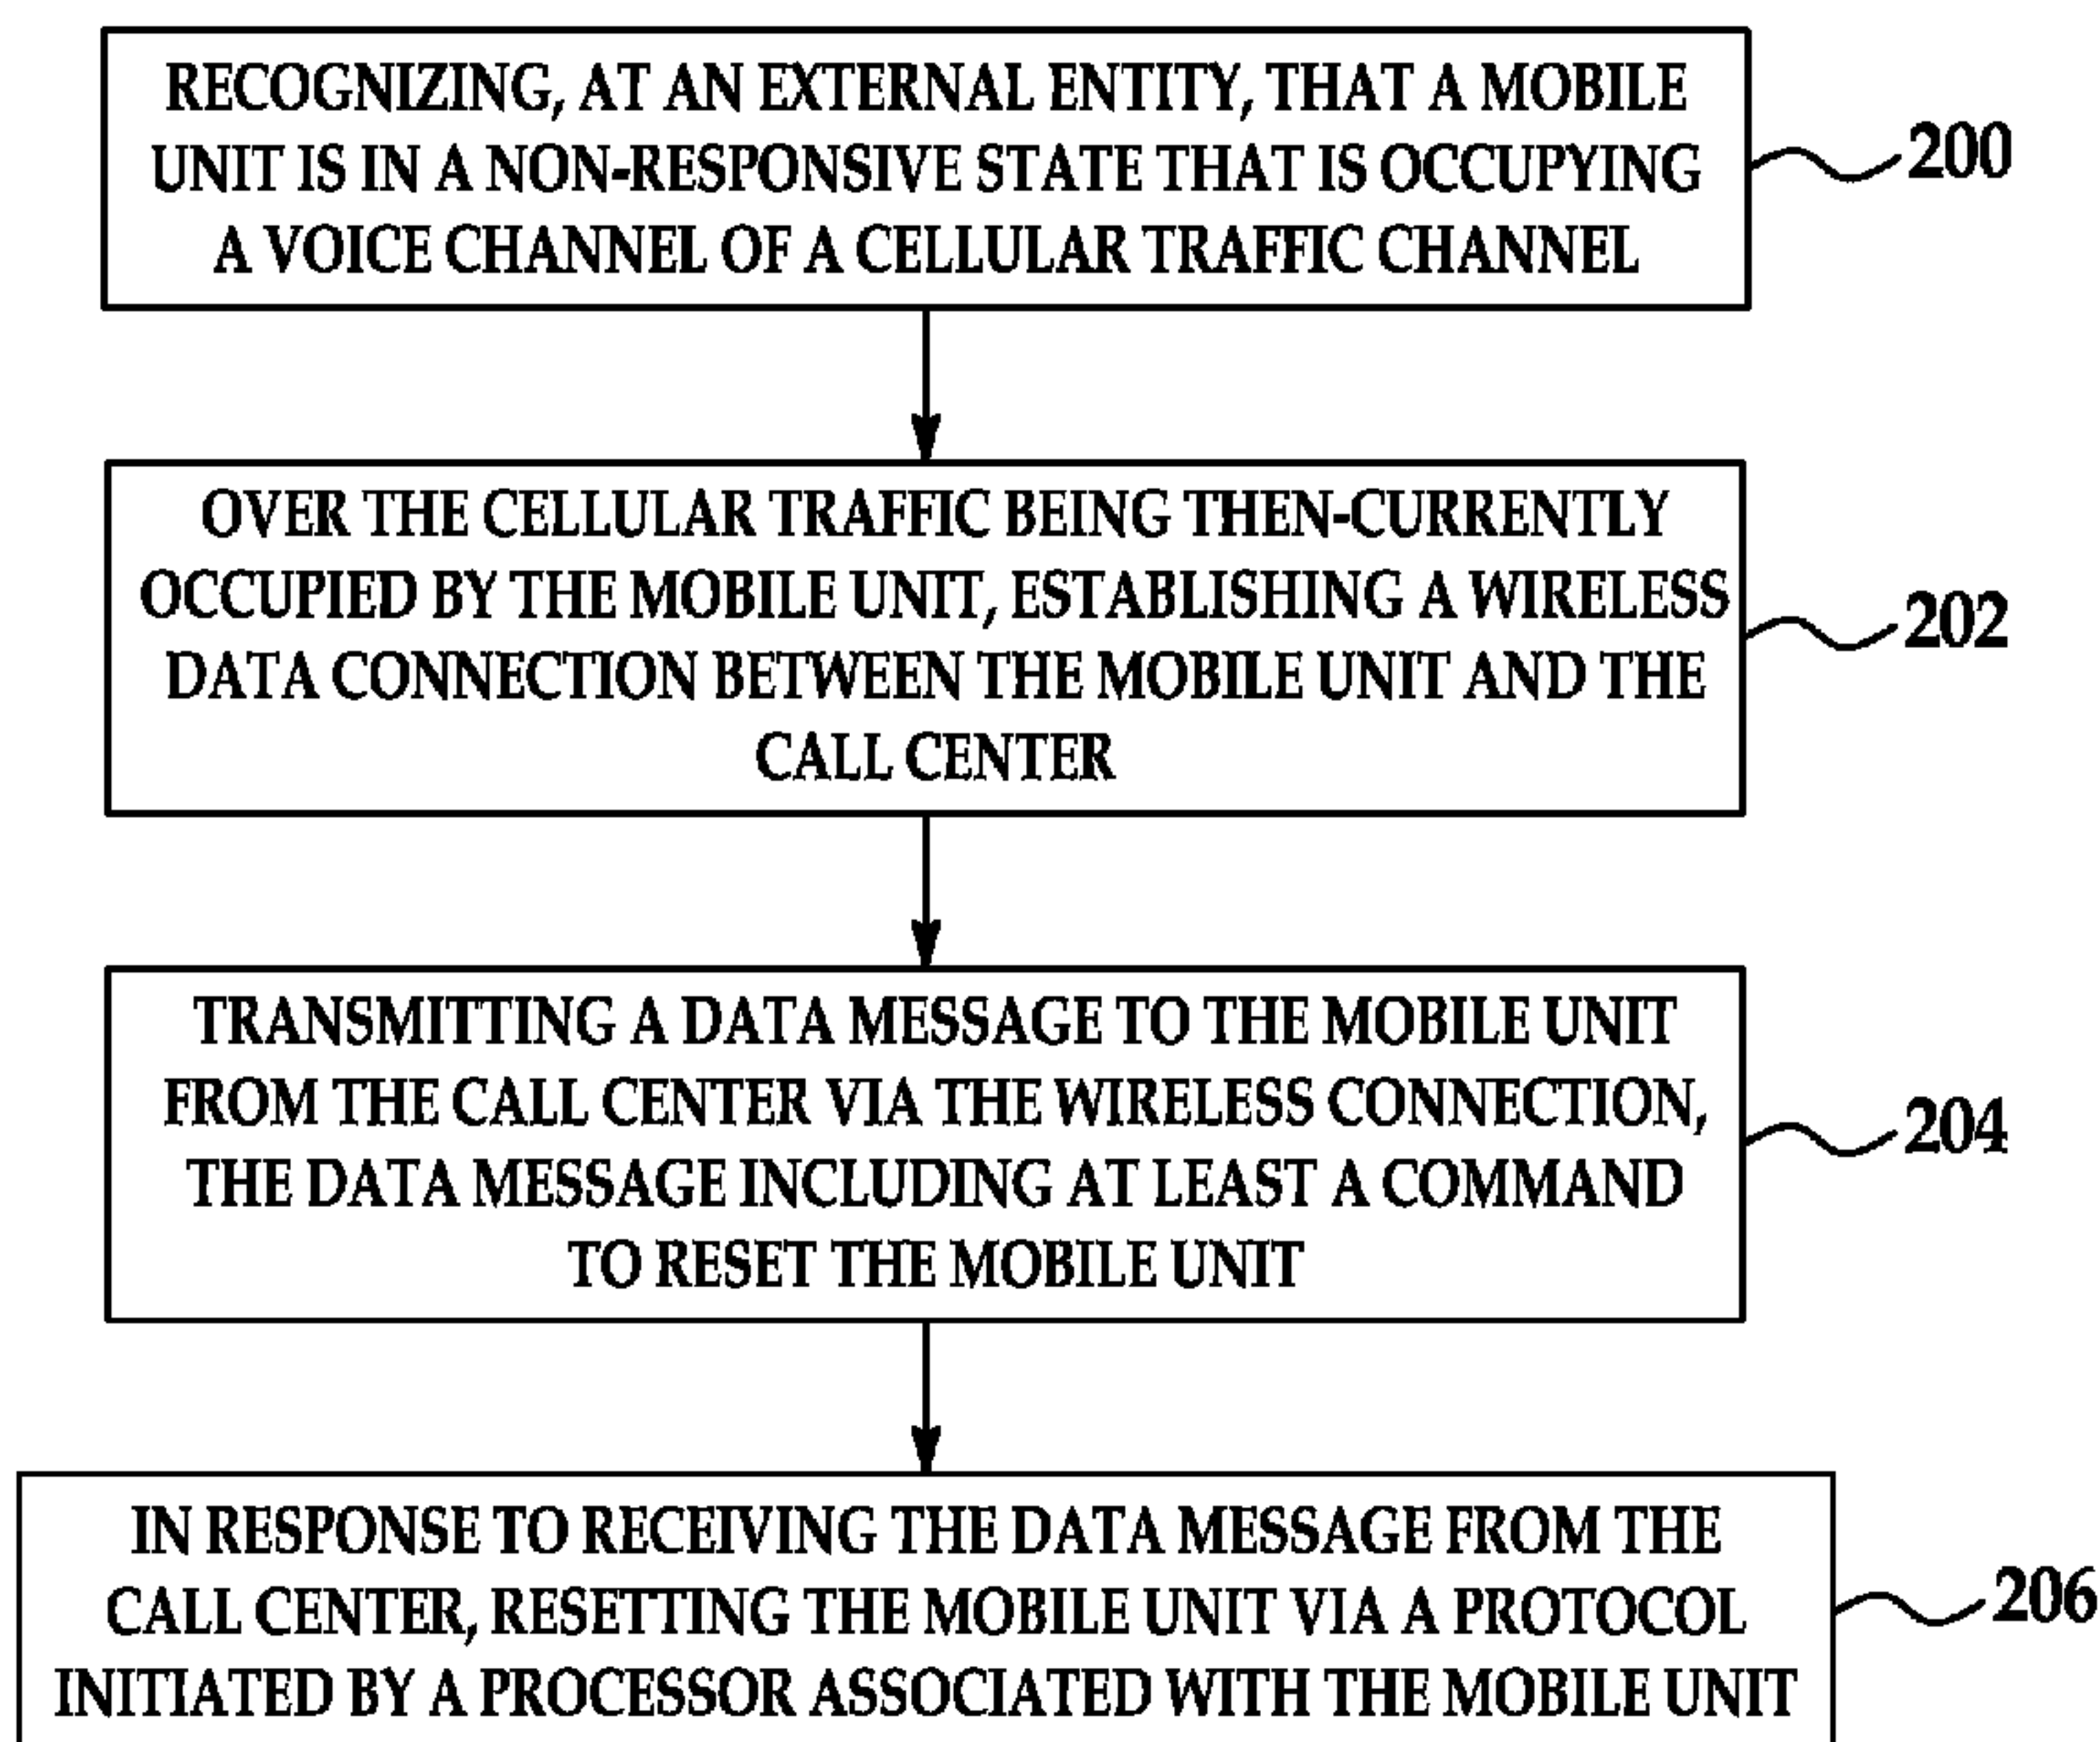 RECOGNIZING, AT AN EXTERNAL ENTITY, THAT A MOBILE
UNIT IS IN A NON-RESPONSIVE STATE THAT IS OCCUPYING
A VOICE CHANNEL OF A CELLULAR TRAFFIC CHANNEL
200
OVER THE CELLULAR TRAFFIC BEING THEN-CURRENTLY
OCCUPIED BY THE MOBILE UNIT, ESTABLISHING A WIRELESS
DATA CONNECTION BETWEEN THE MOBILE UNIT AND THE
CALL CENTER
202
TRANSMITTING A DATA MESSAGE TO THE MOBILE UNIT
FROM THE CALL CENTER VIA THE WIRELESS CONNECTION,
THE DATA MESSAGE INCLUDING AT LEAST A COMMAND
TO RESET THE MOBILE UNIT
204
IN RESPONSE TO RECEIVING THE DATA MESSAGE FROM THE
CALL CENTER, RESETTING THE MOBILE UNIT VIA A PROTOCOL
INITIATED BY A PROCESSOR ASSOCIATED WITH THE MOBILE UNIT
206